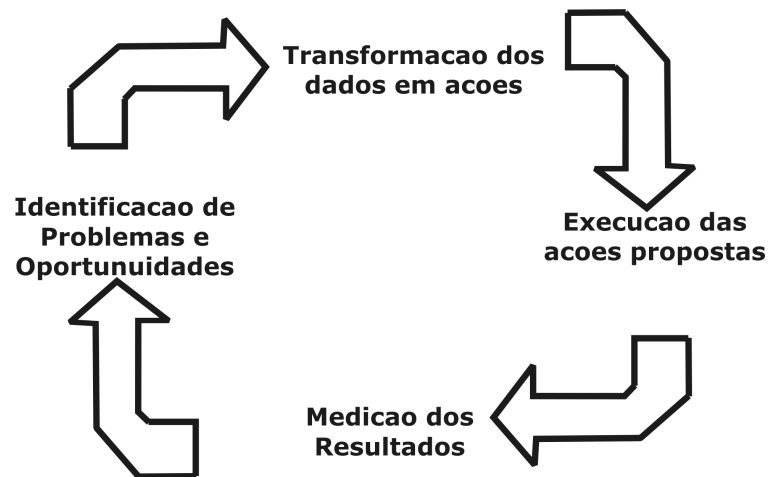 Transformacao dos
dados em acoes
Execucao das
acoes propostas
Medicao dos
Resultados
Identificacao de
Problemas e
Oportunuidades